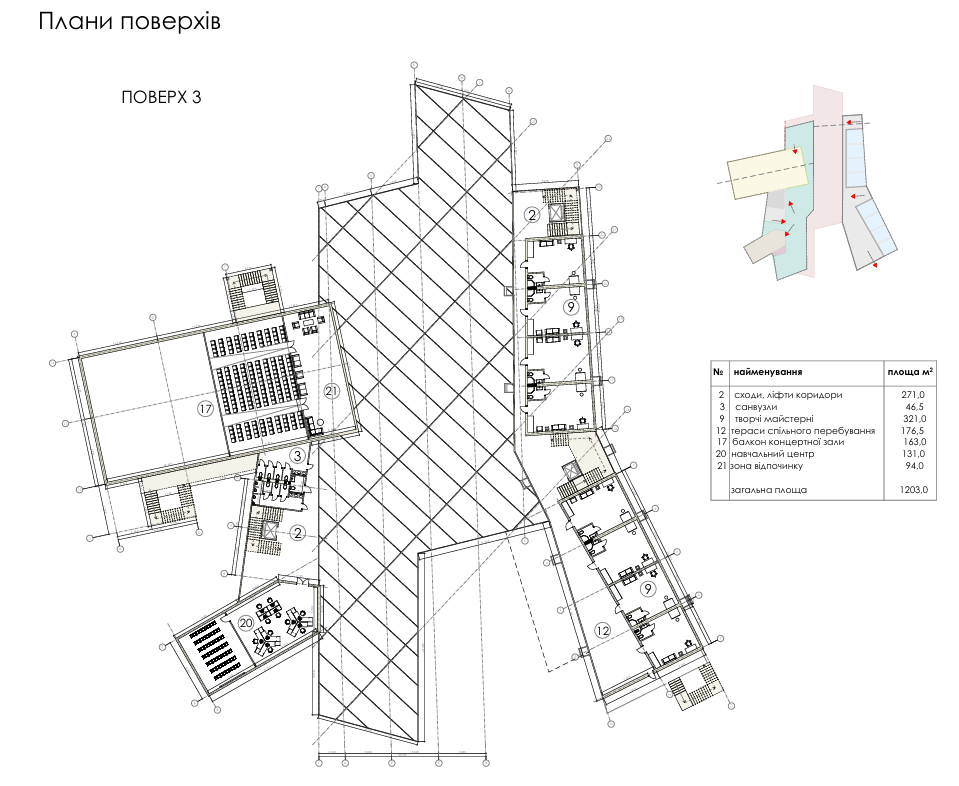 Плани поверхів
ПОВЕРХ 3
2
9
17
21
3
2
20
9
12
№ найменування площа м²
2 сходи, ліфти коридори 271,0
3 санвузли 46,5
9 творчі майстерні 321,0
12 тераси спільного перебування 176,5
17 балкон концертної зали 163,0
20 навчальний центр 131,0
21 зона відпочинку 94,0
загальна площа 1203,0